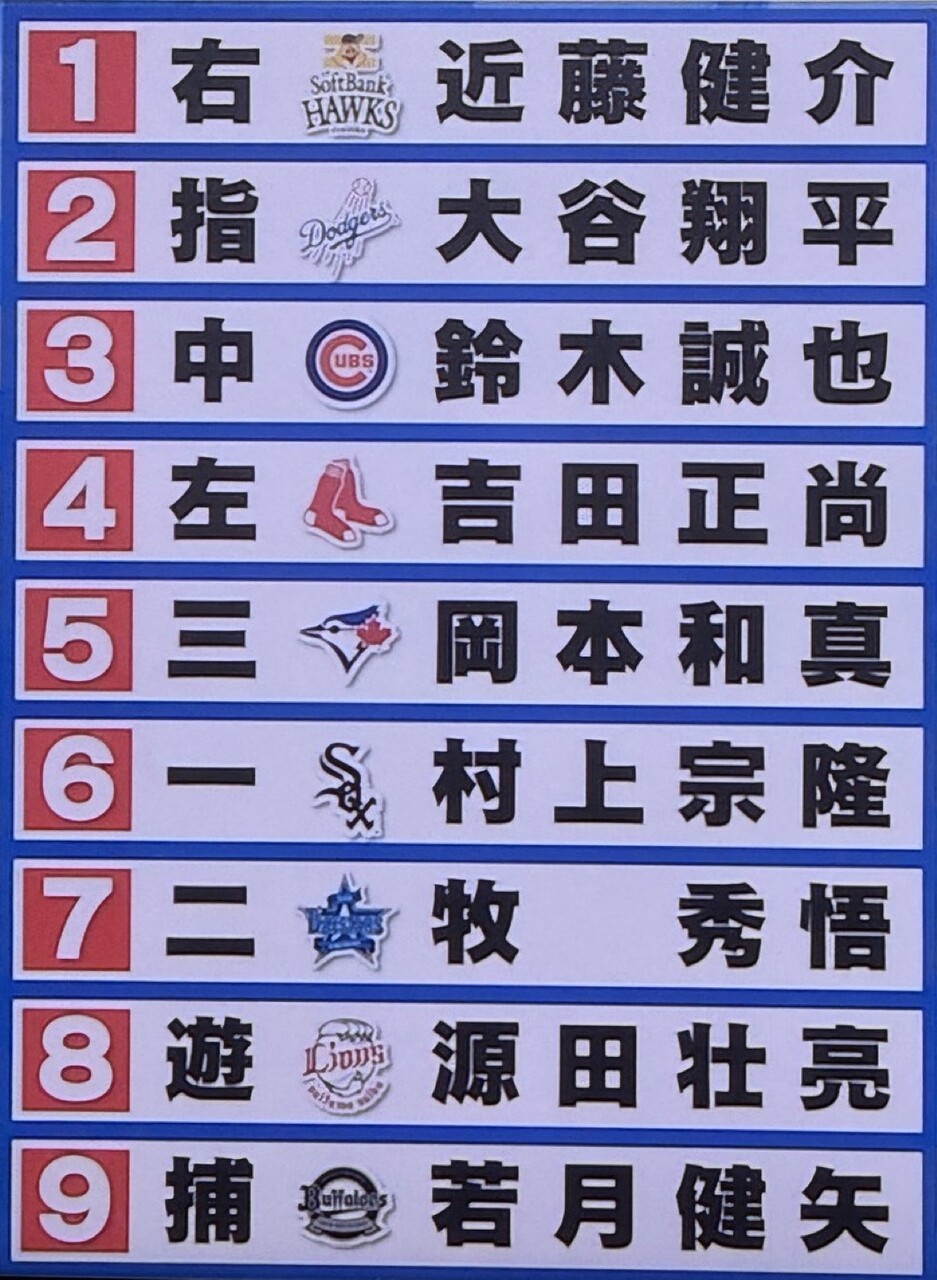 1 右 SoftBank HAWKS 近藤健介
2 指 Dodgers 大谷翔平
3 中 CUBS 鈴木誠也
4 左 吉田正尚
5 三 岡本和真
6 一 Sox 村上宗隆
7 二 牧 秀悟
8 遊 Lions 源田壮亮
9 捕 Buffaloes 若月健矢